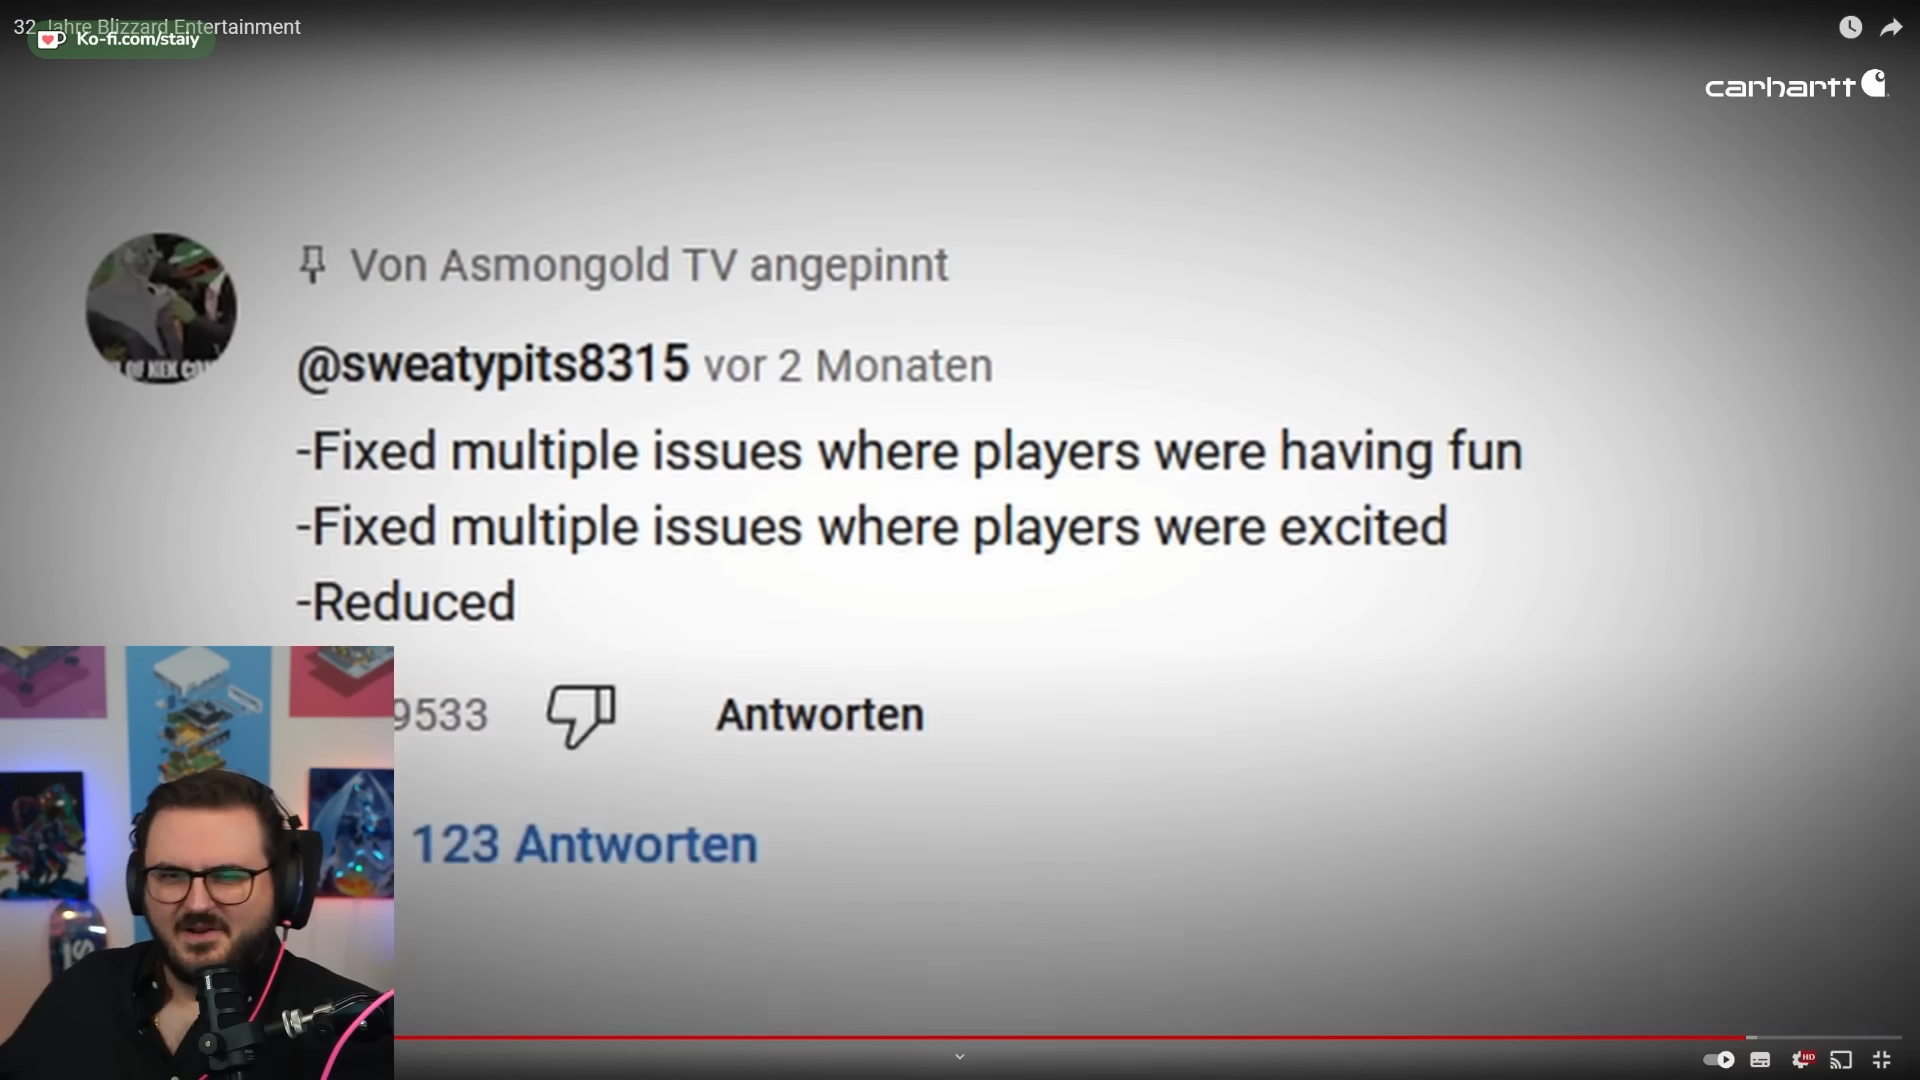 32 Jahre Blizzard Entertainment
Ko-fi.com/staiy
carhartt
Von Asmongold TV angepinnt
@sweatypits8315 vor 2 Monaten
-Fixed multiple issues where players were having fun
-Fixed multiple issues where players were excited
-Reduced
9533
Antworten
123 Antworten
HD